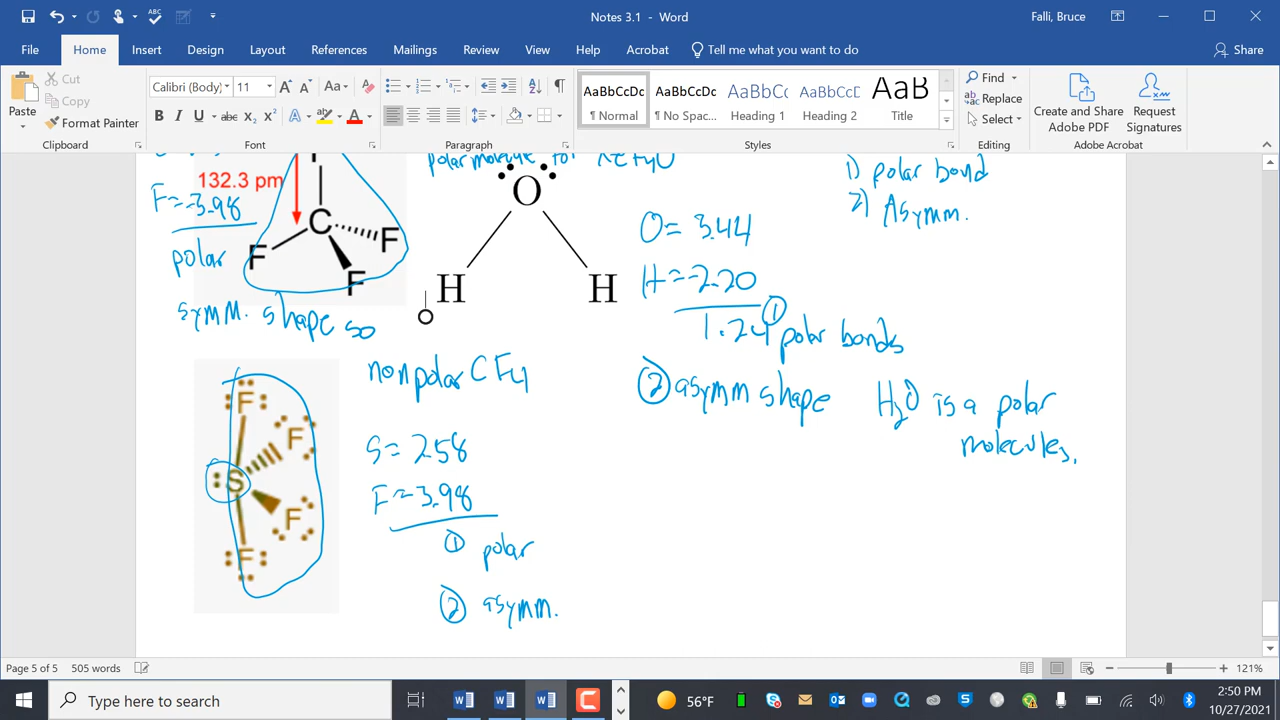 Notes 3.1 - Word
Falli, Bruce
File Home Insert Design Layout References Mailings Review View Help Acrobat Tell me what you want to do Share
Paste
Cut
Copy
Format Painter
Clipboard
Calibri (Body) 11
Font
Paragraph
AaBbCcDc AaBbCcDc AaBbCc AaBbCcD AaB
¶ Normal ¶ No Spac... Heading 1 Heading 2 Title
Styles
Find
Replace
Select
Editing
Create and Share Adobe PDF
Request Signatures
Adobe Acrobat
polar molecule for
1) polar bond
2) Asymm.
132.3 pm
F = -3.98
polar
C
F F F
symm. shape so
nonpolar CF4
O
H H
O = 3.44
H = -2.20
1.24
① polar bonds
② asymm shape
H2O is a polar
molecules.
F
F
S
F
F
S = 2.58
F = -3.98
① polar
② asymm.
Page 5 of 5 505 words 121%
Type here to search
56°F
2:50 PM
10/27/2021